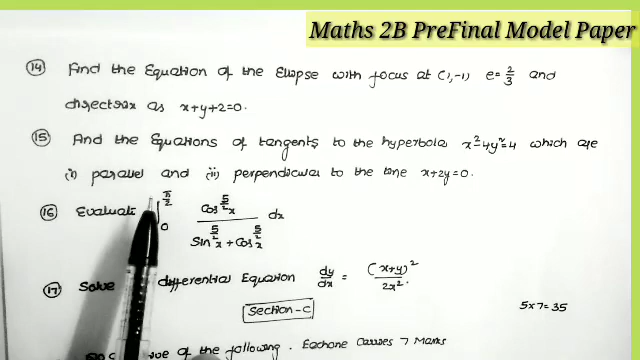 Maths 2B PreFinal Model Paper
(14) Find the Equation of the Ellipse with focus at (1,-1) e=2/3 and
directrix as x+y+2=0.
(15) Find the Equations of tangents to the hyperbola x²-4y²=4 which are
(i) parallel and (ii) perpendicular to the line x+2y=0.
(16) Evaluate ∫₀^(π/2) cos^(5/2)x / (sin^(5/2)x + cos^(5/2)x) dx
(17) Solve differential Equation dy/dx = (x+y)²/2x².
Section-C
5x7=35
of the following. Each one carries 7 Marks